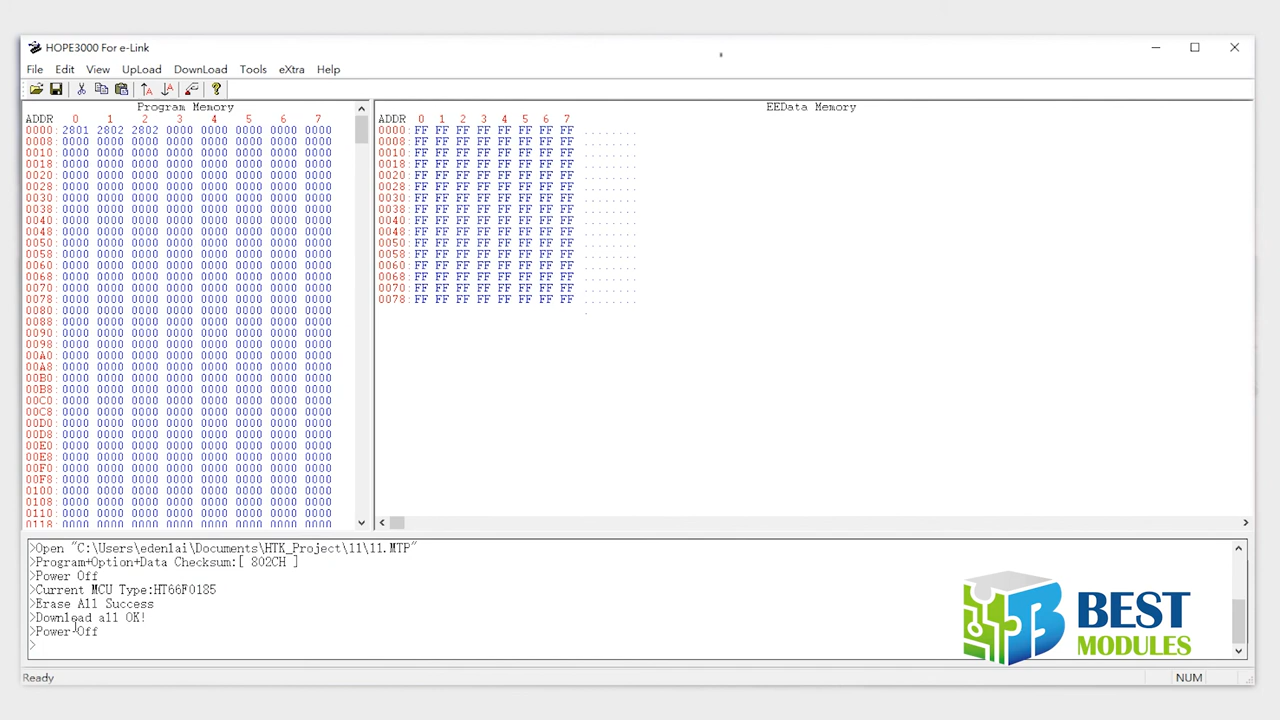 HOPE3000 For e-Link
File Edit View UpLoad DownLoad Tools eXtra Help
Program Memory
ADDR 0 1 2 3 4 5 6 7
0000: 2801 2802 2802 0000 0000 0000 0000 0000
0008: 0000 0000 0000 0000 0000 0000 0000 0000
0010: 0000 0000 0000 0000 0000 0000 0000 0000
0018: 0000 0000 0000 0000 0000 0000 0000 0000
0020: 0000 0000 0000 0000 0000 0000 0000 0000
0028: 0000 0000 0000 0000 0000 0000 0000 0000
0030: 0000 0000 0000 0000 0000 0000 0000 0000
0038: 0000 0000 0000 0000 0000 0000 0000 0000
0040: 0000 0000 0000 0000 0000 0000 0000 0000
0048: 0000 0000 0000 0000 0000 0000 0000 0000
0050: 0000 0000 0000 0000 0000 0000 0000 0000
0058: 0000 0000 0000 0000 0000 0000 0000 0000
0060: 0000 0000 0000 0000 0000 0000 0000 0000
0068: 0000 0000 0000 0000 0000 0000 0000 0000
0070: 0000 0000 0000 0000 0000 0000 0000 0000
0078: 0000 0000 0000 0000 0000 0000 0000 0000
0080: 0000 0000 0000 0000 0000 0000 0000 0000
0088: 0000 0000 0000 0000 0000 0000 0000 0000
0090: 0000 0000 0000 0000 0000 0000 0000 0000
0098: 0000 0000 0000 0000 0000 0000 0000 0000
00A0: 0000 0000 0000 0000 0000 0000 0000 0000
00A8: 0000 0000 0000 0000 0000 0000 0000 0000
00B0: 0000 0000 0000 0000 0000 0000 0000 0000
00B8: 0000 0000 0000 0000 0000 0000 0000 0000
00C0: 0000 0000 0000 0000 0000 0000 0000 0000
00C8: 0000 0000 0000 0000 0000 0000 0000 0000
00D0: 0000 0000 0000 0000 0000 0000 0000 0000
00D8: 0000 0000 0000 0000 0000 0000 0000 0000
00E0: 0000 0000 0000 0000 0000 0000 0000 0000
00E8: 0000 0000 0000 0000 0000 0000 0000 0000
00F0: 0000 0000 0000 0000 0000 0000 0000 0000
00F8: 0000 0000 0000 0000 0000 0000 0000 0000
0100: 0000 0000 0000 0000 0000 0000 0000 0000
0108: 0000 0000 0000 0000 0000 0000 0000 0000
0110: 0000 0000 0000 0000 0000 0000 0000 0000
0118: 0000 0000 0000 0000 0000 0000 0000 0000
EEData Memory
ADDR 0 1 2 3 4 5 6 7
0000: FF FF FF FF FF FF FF FF ........
0008: FF FF FF FF FF FF FF FF ........
0010: FF FF FF FF FF FF FF FF ........
0018: FF FF FF FF FF FF FF FF ........
0020: FF FF FF FF FF FF FF FF ........
0028: FF FF FF FF FF FF FF FF ........
0030: FF FF FF FF FF FF FF FF ........
0038: FF FF FF FF FF FF FF FF ........
0040: FF FF FF FF FF FF FF FF ........
0048: FF FF FF FF FF FF FF FF ........
0050: FF FF FF FF FF FF FF FF ........
0058: FF FF FF FF FF FF FF FF ........
0060: FF FF FF FF FF FF FF FF ........
0068: FF FF FF FF FF FF FF FF ........
0070: FF FF FF FF FF FF FF FF ........
0078: FF FF FF FF FF FF FF FF ........
.
>Open "C:\Users\edenlai\Documents\HTK_Project\11\11.MTP"
>Program+Option+Data Checksum:[ 802CH ]
>Power Off
>Current MCU Type:HT66F0185
>Erase All Success
>Download all OK!
>Power Off
>
BEST
MODULES
Ready
NUM